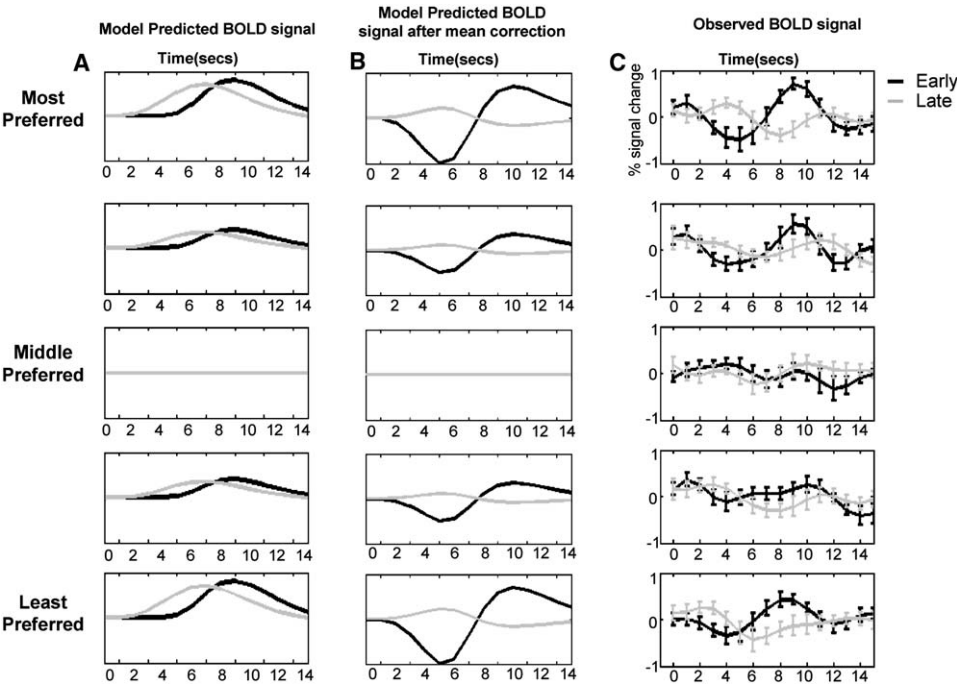 Model Predicted BOLD signal
Model Predicted BOLD
signal after mean correction
Observed BOLD signal
A
Time(secs)
B
Time(secs)
C
Time(secs)
Early
Late
Most
Preferred
% signal change
1
0
-1
0 2 4 6 8 10 12 14
0 2 4 6 8 10 12 14
0 2 4 6 8 10 12 14
1
0
-1
0 2 4 6 8 10 12 14
0 2 4 6 8 10 12 14
0 2 4 6 8 10 12 14
Middle
Preferred
1
0
-1
0 2 4 6 8 10 12 14
0 2 4 6 8 10 12 14
0 2 4 6 8 10 12 14
1
0
-1
0 2 4 6 8 10 12 14
0 2 4 6 8 10 12 14
0 2 4 6 8 10 12 14
Least
Preferred
1
0
-1
0 2 4 6 8 10 12 14
0 2 4 6 8 10 12 14
0 2 4 6 8 10 12 14